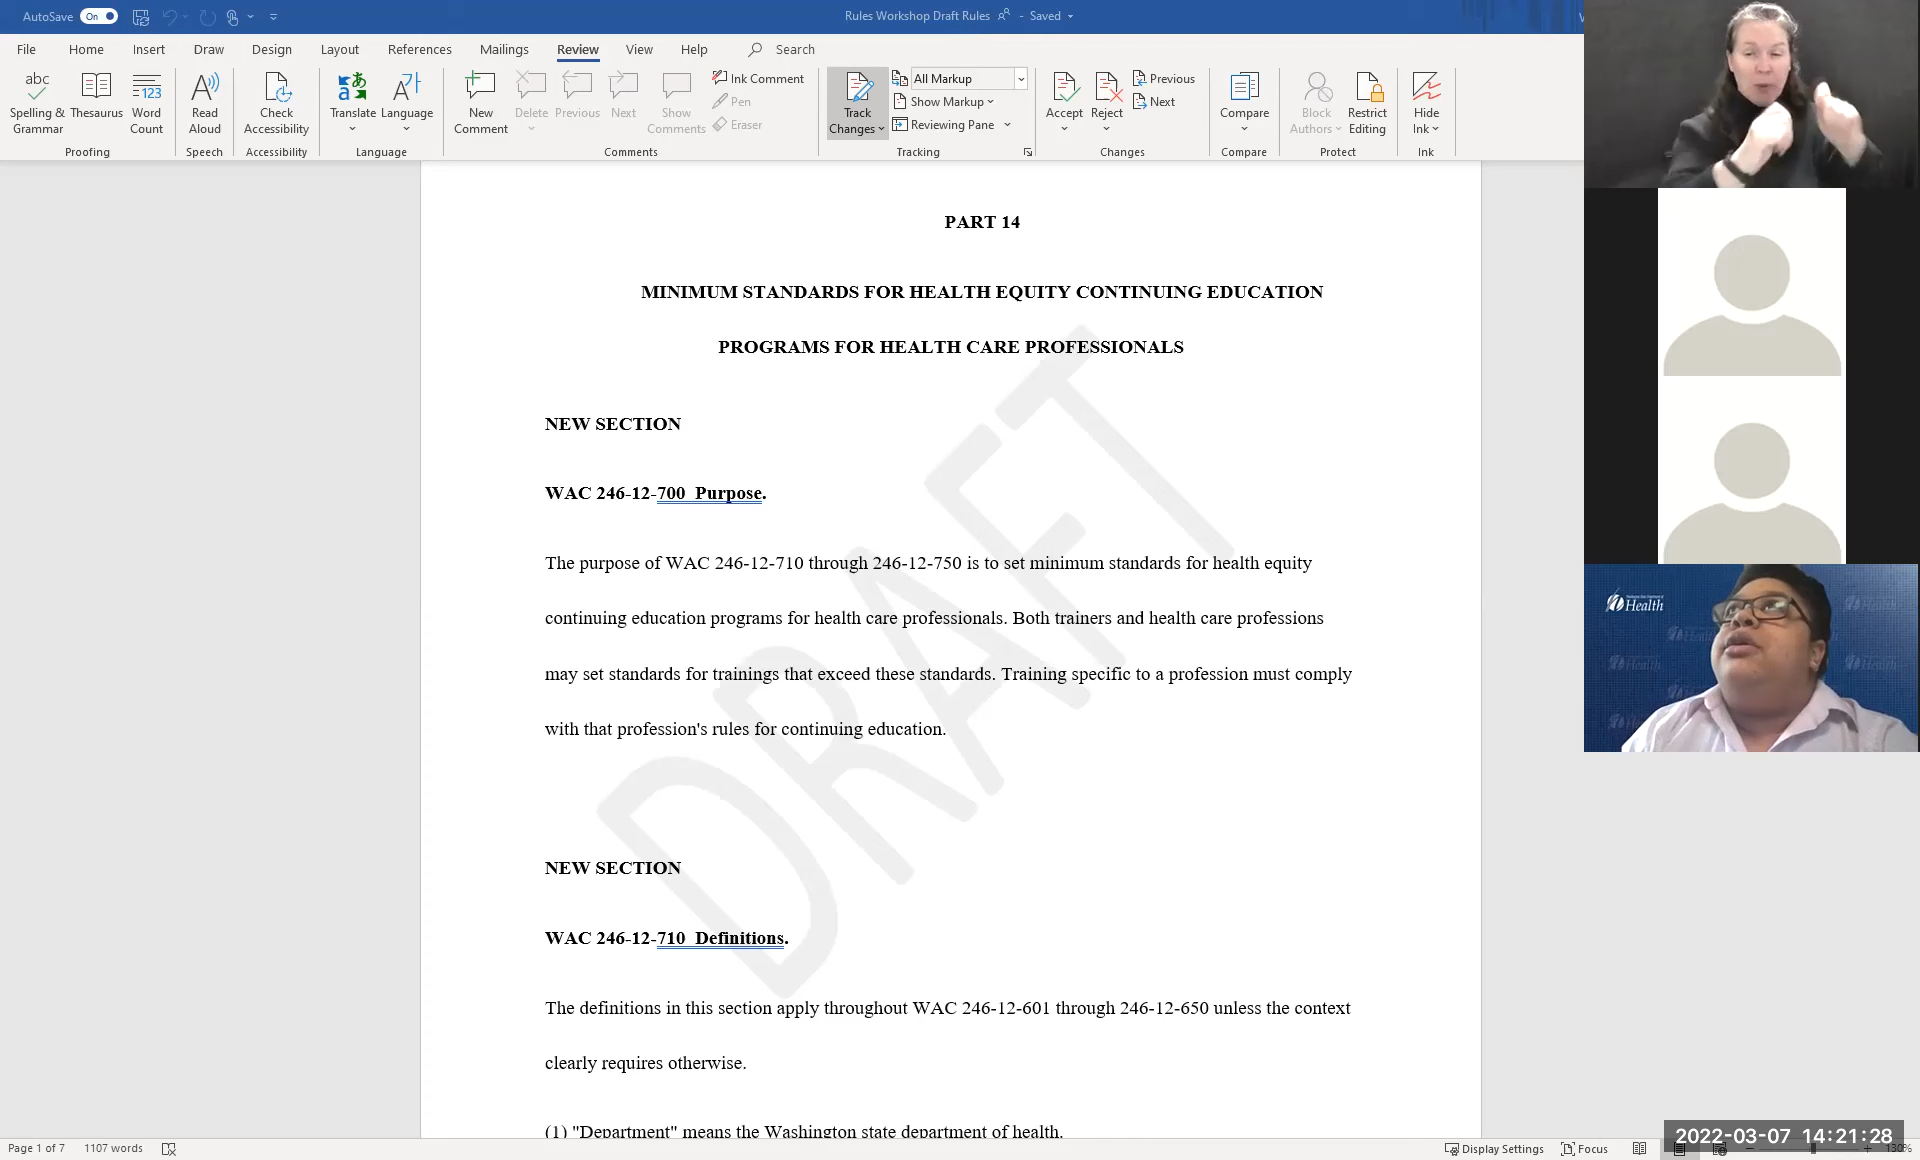 AutoSave On Rules Workshop Draft Rules - Saved
File Home Insert Draw Design Layout References Mailings Review View Help Search
abc
Spelling &
Grammar
Thesaurus
123
Word
Count
Proofing
Read
Aloud
Speech
Check
Accessibility
Accessibility
Translate
Language
Language
New
Comment
Delete
Previous
Next
Show
Comments
Ink Comment
Pen
Eraser
Comments
Track
Changes
All Markup
Show Markup
Reviewing Pane
Tracking
Accept
Reject
Previous
Next
Changes
Compare
Compare
Block
Authors
Restrict
Editing
Protect
Hide
Ink
Ink
PART 14
MINIMUM STANDARDS FOR HEALTH EQUITY CONTINUING EDUCATION
PROGRAMS FOR HEALTH CARE PROFESSIONALS
NEW SECTION
WAC 246-12-700 Purpose.
The purpose of WAC 246-12-710 through 246-12-750 is to set minimum standards for health equity
continuing education programs for health care professionals. Both trainers and health care professions
may set standards for trainings that exceed these standards. Training specific to a profession must comply
with that profession's rules for continuing education.
NEW SECTION
WAC 246-12-710 Definitions.
The definitions in this section apply throughout WAC 246-12-601 through 246-12-650 unless the context
clearly requires otherwise.
(1) "Department" means the Washington state department of health.
DRAFT
Health
Health
Health
Health
Page 1 of 7 1107 words
Display Settings Focus
2022-03-07 14:21:28
130%